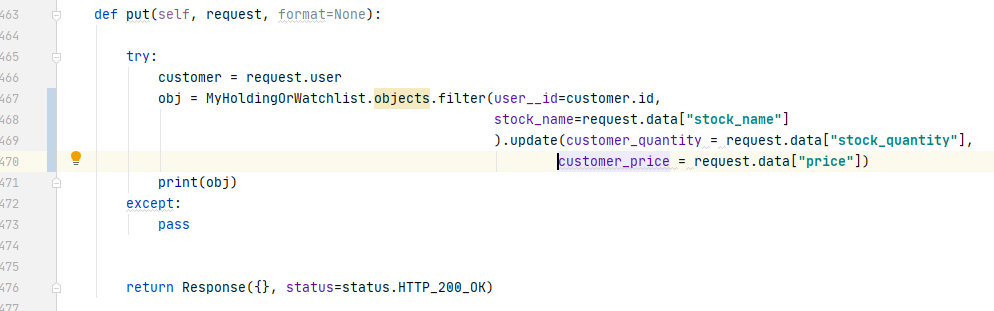 463 def put(self, request, format=None):
464
465 try:
466 customer = request.user
467 obj = MyHoldingOrWatchlist.objects.filter(user__id=customer.id,
468 stock_name=request.data["stock_name"]
469 ).update(customer_quantity = request.data["stock_quantity"],
470 customer_price = request.data["price"])
471 print(obj)
472 except:
473 pass
474
475
476 return Response({}, status=status.HTTP_200_OK)
477